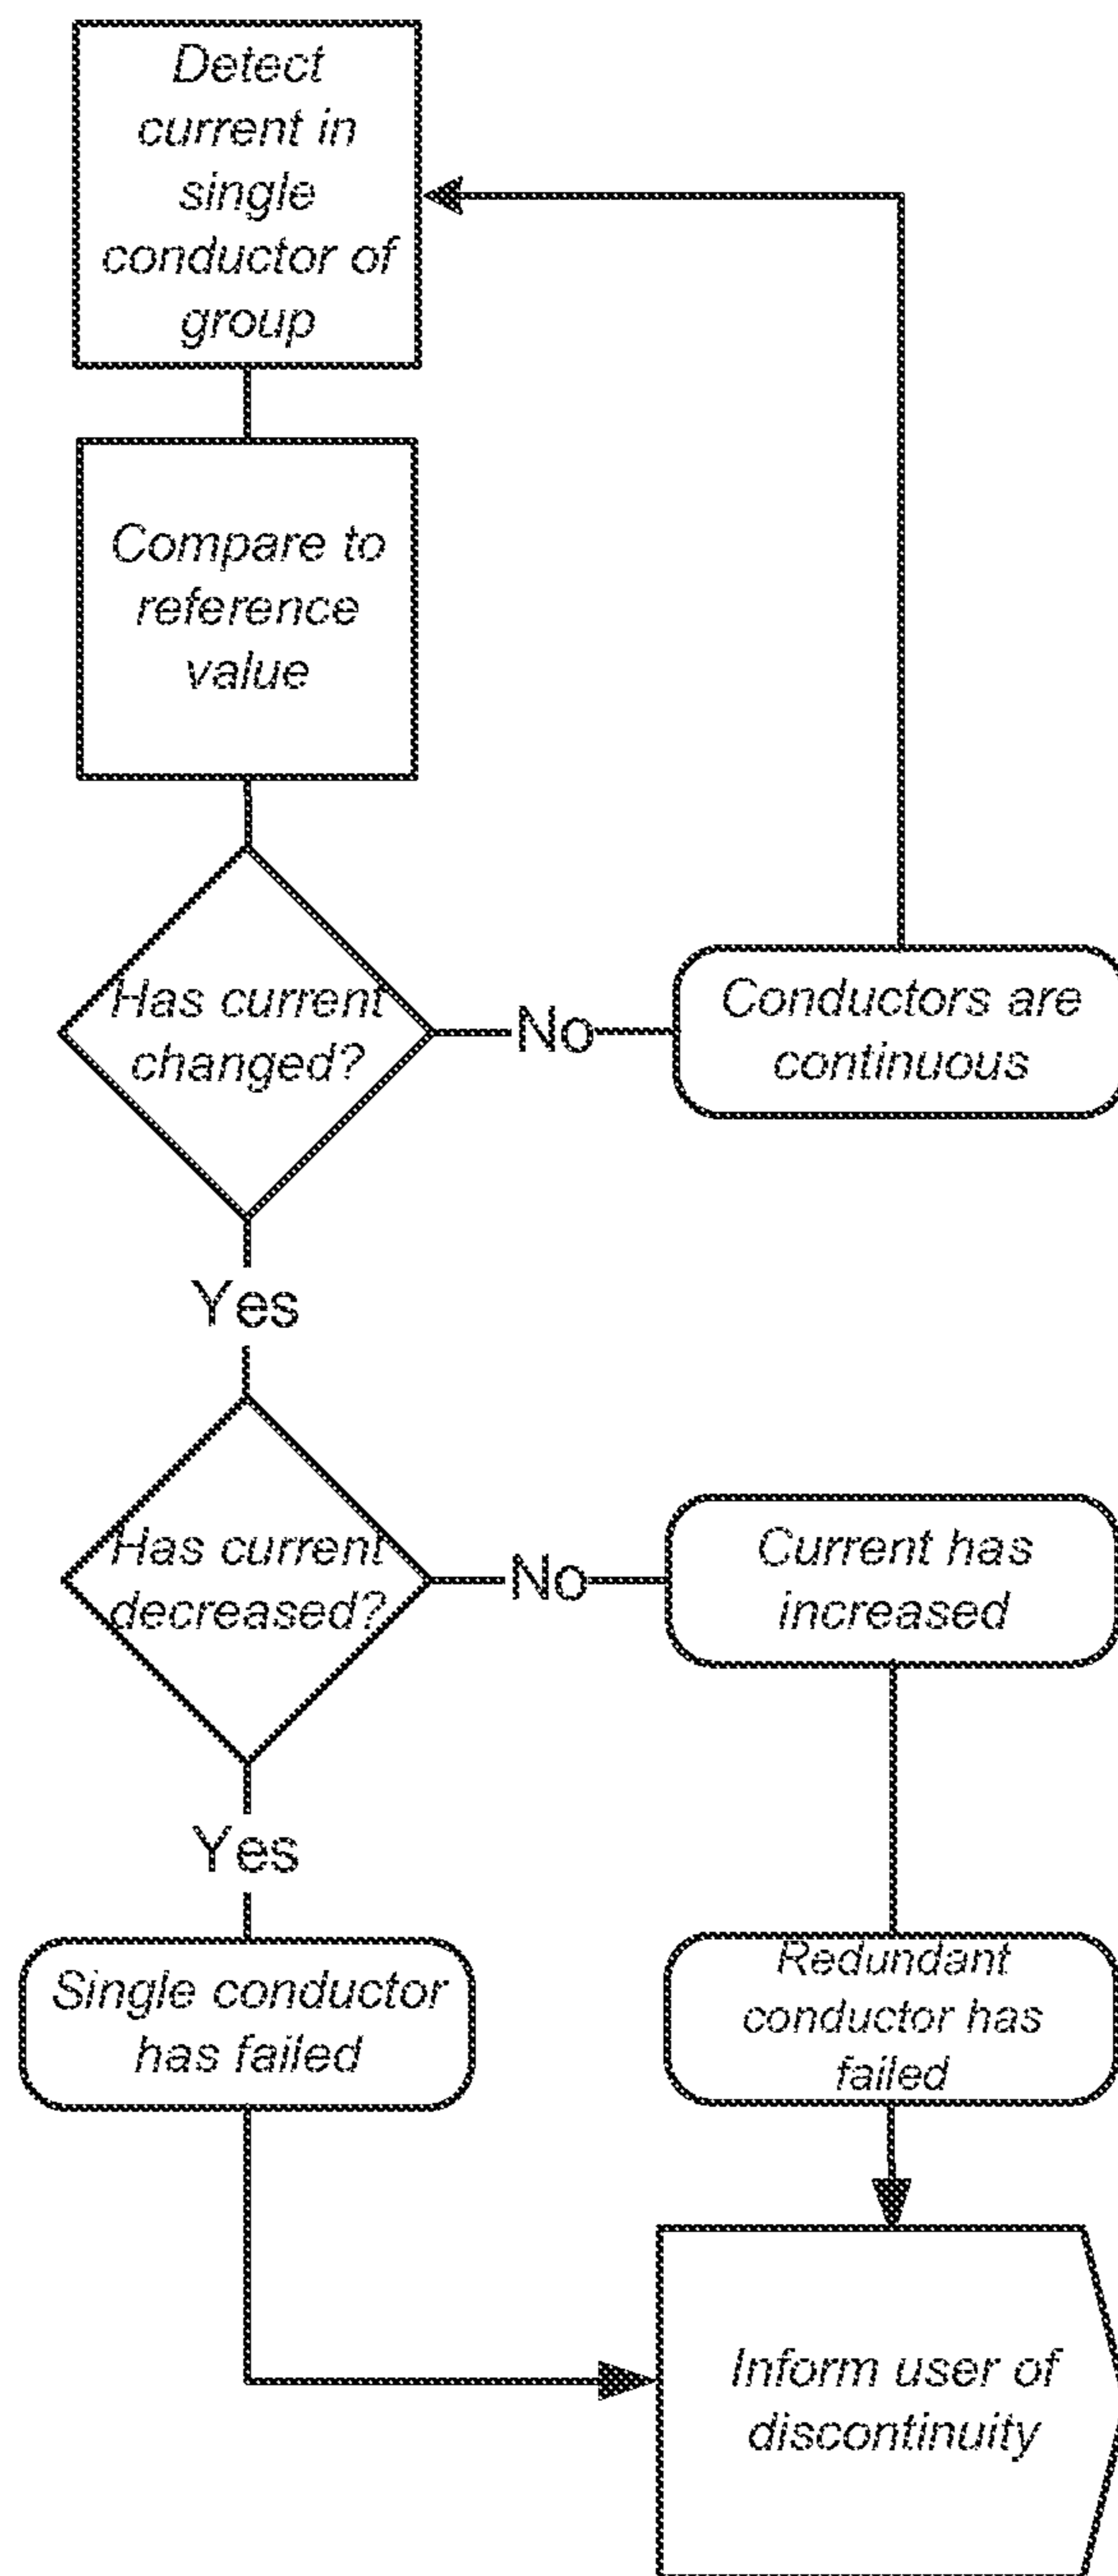 Detect
current in
single
conductor of
group
Compare to
reference
value
Has current
changed?
No
Conductors are
continuous
Yes
Has current
decreased?
No
Current has
increased
Yes
Single conductor
has failed
Redundant
conductor has
failed
Inform user of
discontinuity